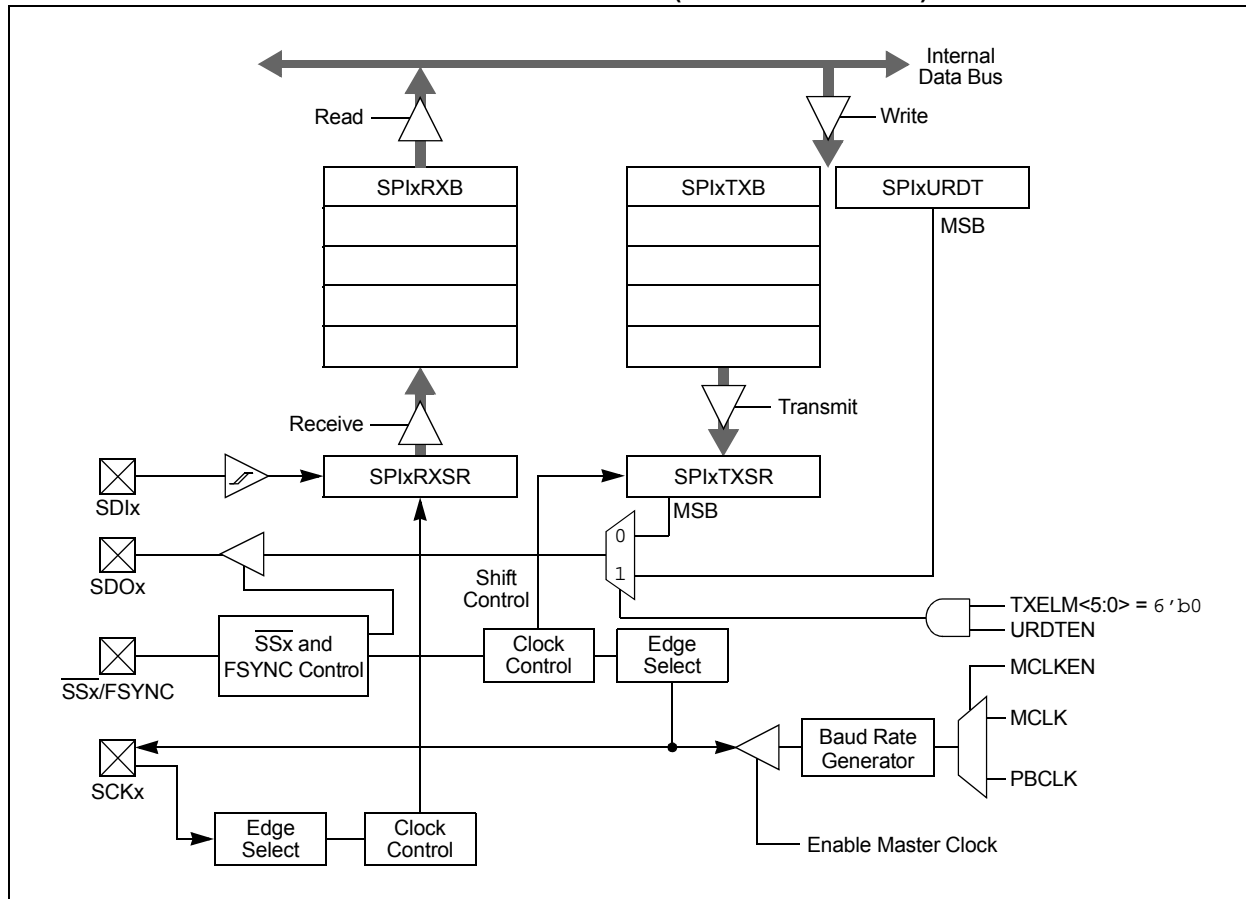 Internal
Data Bus
Read
Write
SPIxRXB
SPIxTXB
SPIxURDT
MSB
Receive
Transmit
SPIxRXSR
SPIxTXSR
SDIx
MSB
0
1
SDOx
Shift
Control
TXELM<5:0> = 6'b0
URDTEN
SSx and
FSYNC Control
Clock
Control
Edge
Select
SSx/FSYNC
MCLKEN
MCLK
Baud Rate
Generator
PBCLK
SCKx
Edge
Select
Clock
Control
Enable Master Clock